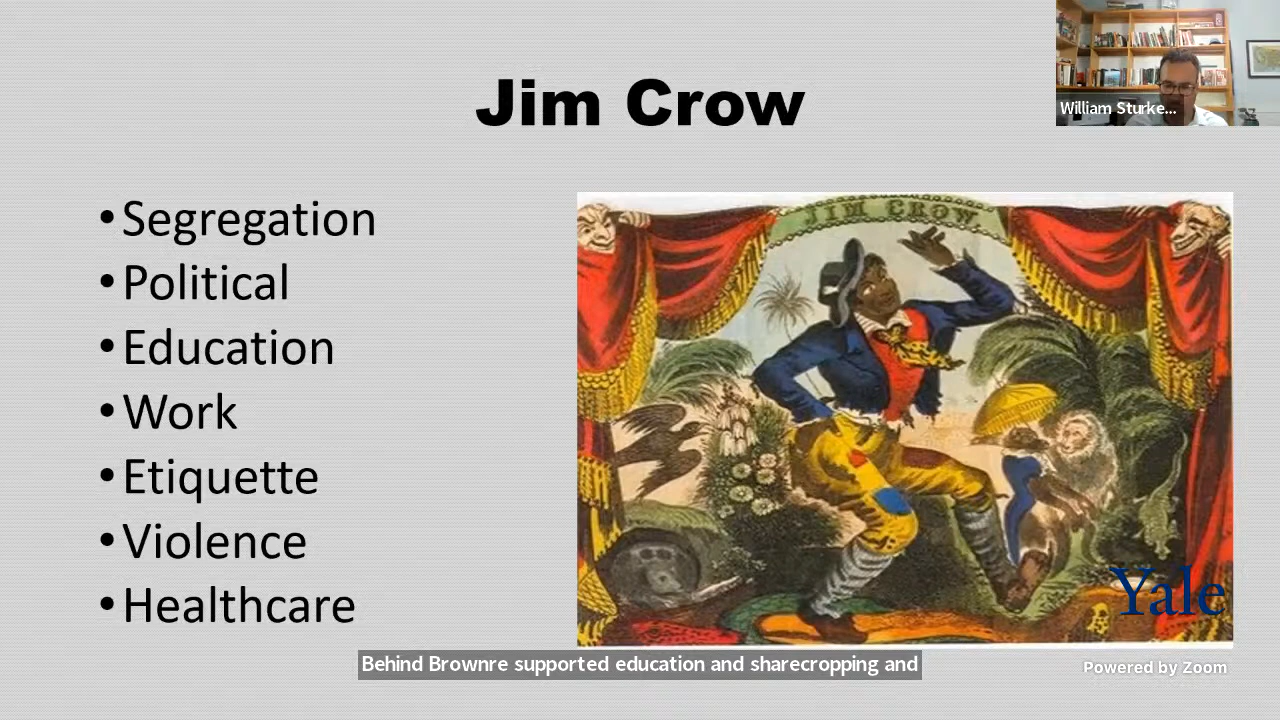 Jim Crow
William Sturke...
• Segregation
• Political
• Education
• Work
• Etiquette
• Violence
• Healthcare
JIM CROW
Yale
Behind Brownre supported education and sharecropping and
Powered by Zoom